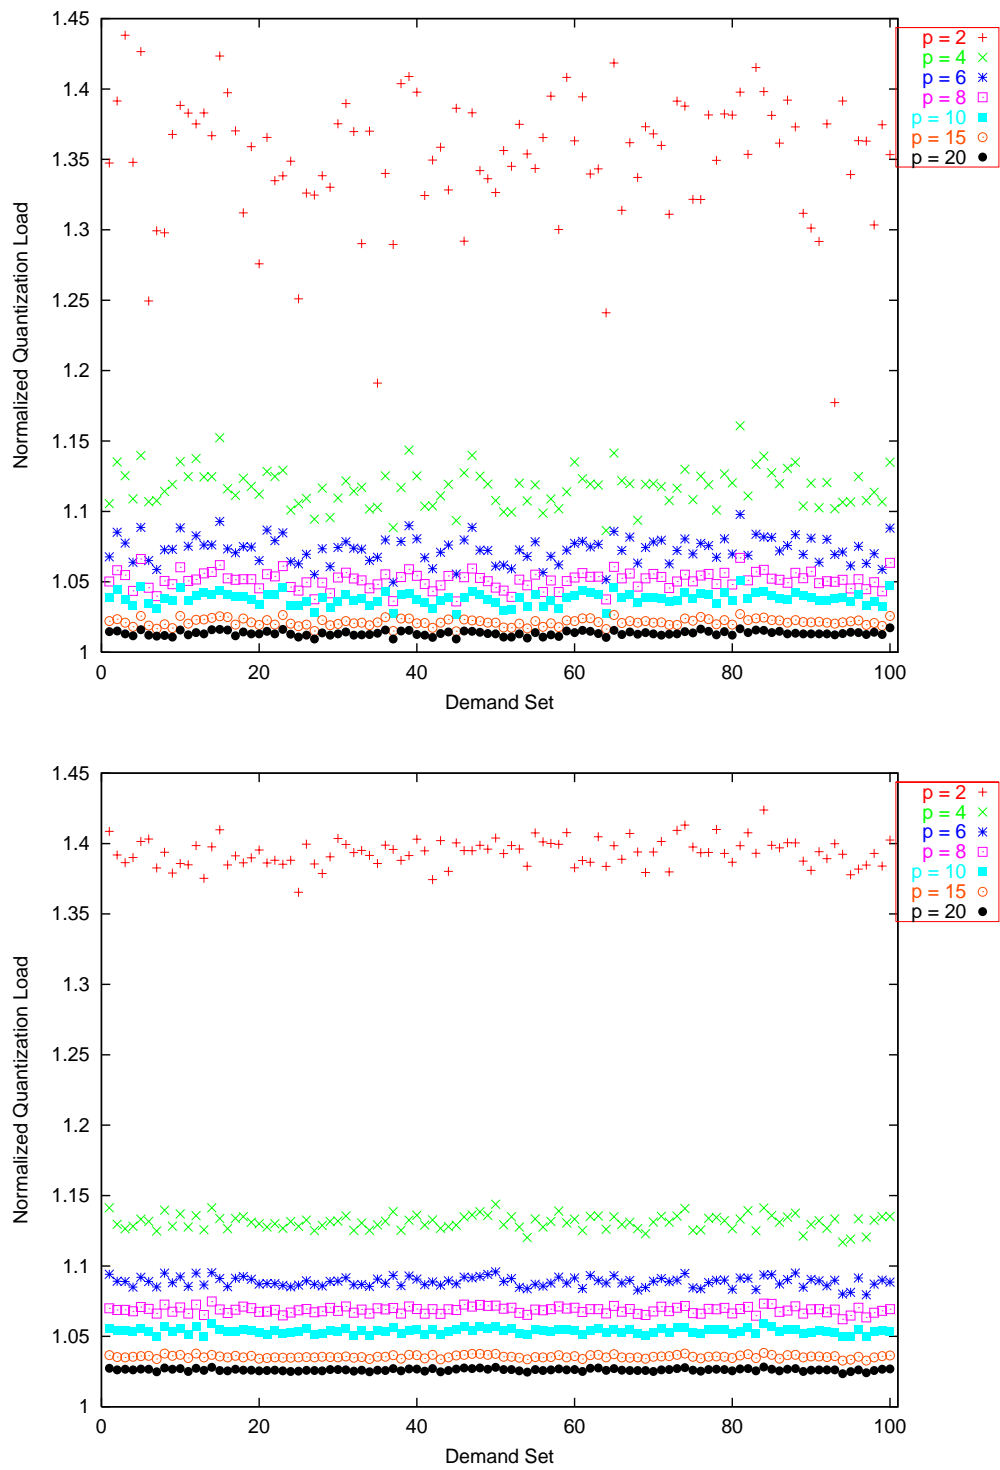 1.45
1.4
1.35
1.3
1.25
1.2
1.15
1.1
1.05
1
0
20
40
60
80
100
Normalized Quantization Load
Demand Set
p = 2
p = 4
p = 6
p = 8
p = 10
p = 15
p = 20
1.45
1.4
1.35
1.3
1.25
1.2
1.15
1.1
1.05
1
0
20
40
60
80
100
Normalized Quantization Load
Demand Set
p = 2
p = 4
p = 6
p = 8
p = 10
p = 15
p = 20